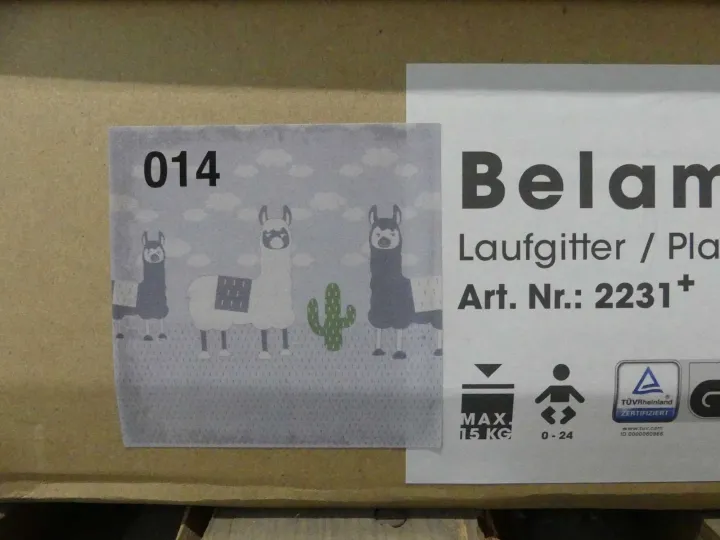 014
Belam
Laufgitter / Pla
Art. Nr.: 2231+
MAX.
15 KG
0 - 24
TÜVRheinland
ZERTIFIZIERT